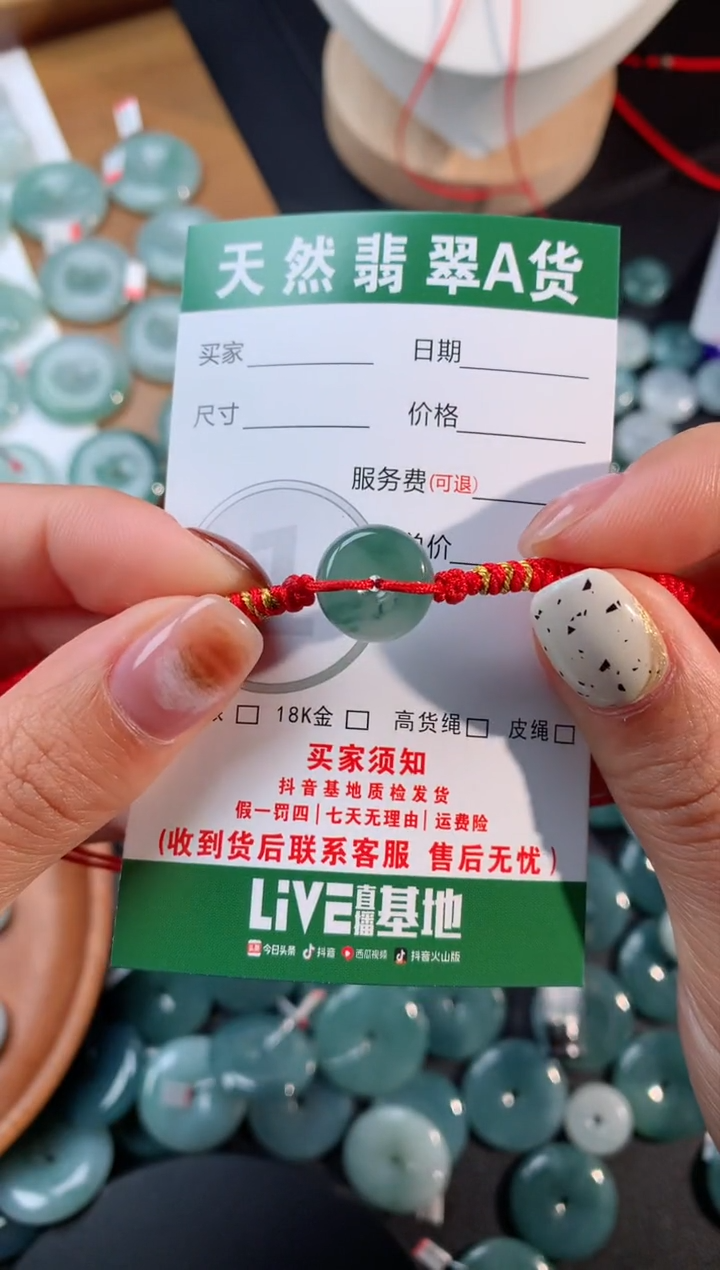 天然翡翠A货
买家 日期
尺寸 价格
服务费(可退)
价
18K金 高货绳 皮绳
买家须知
抖音基地质检发货
假一罚四|七天无理由|运费险
(收到货后联系客服 售后无忧)
LiVE直播基地
头条 今日头条 抖音 西瓜视频 抖音火山版